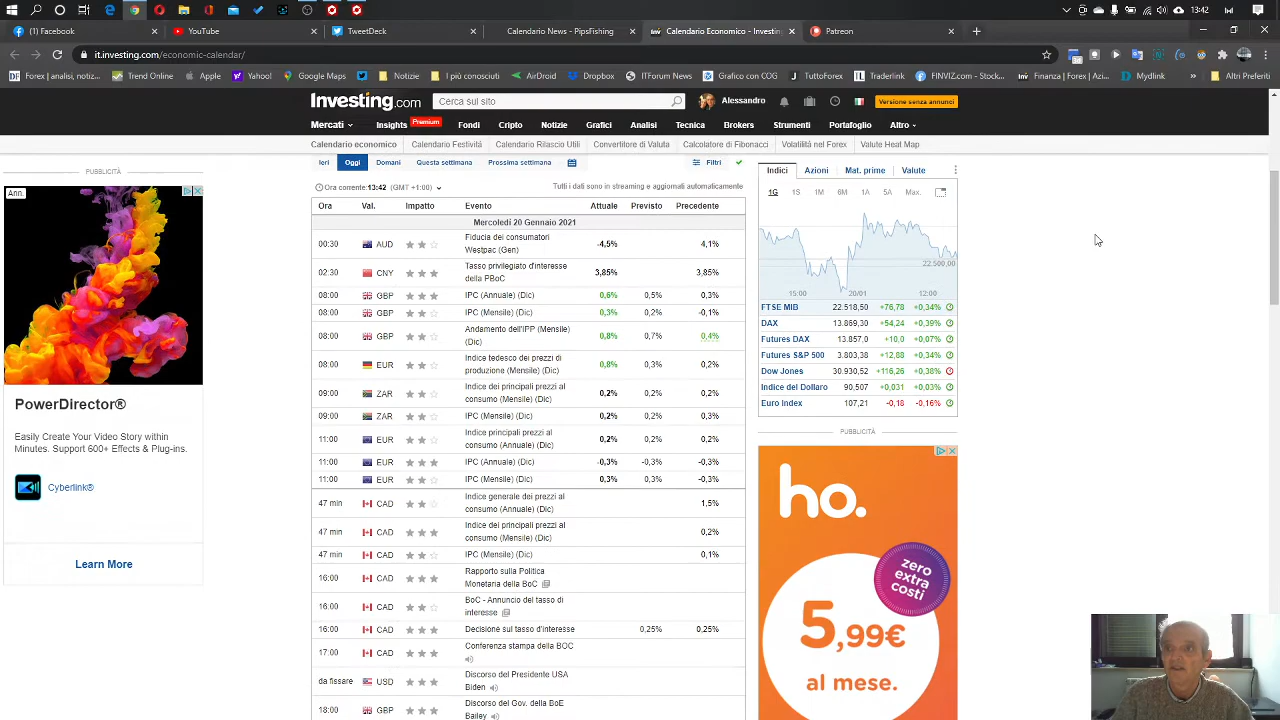 13:42
(1) Facebook
YouTube
TweetDeck
Calendario News - PipsFishing
Calendario Economico - Investin
Patreon
it.investing.com/economic-calendar/
Forex | analisi, notiz...
Trend Online
Apple
Yahoo!
Google Maps
Notizie
I più conosciuti
AirDroid
Dropbox
ITForum News
Grafico con COG
TuttoForex
Traderlink
FINVIZ.com - Stock...
Finanza | Forex | A...
Mydlink
»
Altri Preferiti
Investing.com
Cerca sul sito
Alessandro
Versione senza annunci
Mercati
Insights
Premium
Fondi
Cripto
Notizie
Grafici
Analisi
Tecnica
Brokers
Strumenti
Portafoglio
Altro
Calendario economico
Calendario Festività
Calendario Rilascio Utili
Convertitore di Valuta
Calcolatore di Fibonacci
Volatilità nel Forex
Valute Heat Map
Ieri
Oggi
Domani
Questa settimana
Prossima settimana
Filtri
Ora corrente: 13:42 (GMT +1:00)
Tutti i dati sono in streaming e aggiornati automaticamente
Ora Val. Impatto Evento Attuale Previsto Precedente
Mercoledì 20 Gennaio 2021
00:30 AUD Fiducia dei consumatori
Westpac (Gen) -4,5% 4,1%
02:30 CNY Tasso privilegiato d'interesse
della PBoC 3,85% 3,85%
08:00 GBP IPC (Annuale) (Dic) 0,6% 0,5% 0,3%
08:00 GBP IPC (Mensile) (Dic) 0,3% 0,2% -0,1%
08:00 GBP Andamento dell'IPP (Mensile)
(Dic) 0,8% 0,7% 0,4%
08:00 EUR Indice tedesco dei prezzi di
produzione (Mensile) (Dic) 0,8% 0,3% 0,2%
09:00 ZAR Indice dei principali prezzi al
consumo (Mensile) (Dic) 0,2% 0,2% 0,2%
09:00 ZAR IPC (Mensile) (Dic) 0,2% 0,2% 0,3%
11:00 EUR Indice principali prezzi al
consumo (Annuale) (Dic) 0,2% 0,2% 0,2%
11:00 EUR IPC (Annuale) (Dic) -0,3% -0,3% -0,3%
11:00 EUR IPC (Mensile) (Dic) 0,3% 0,3% -0,3%
47 min CAD Indice generale dei prezzi al
consumo (Annuale) (Dic) 1,5%
47 min CAD Indice dei principali prezzi al
consumo (Mensile) (Dic) 0,2%
47 min CAD IPC (Mensile) (Dic) 0,1%
16:00 CAD Rapporto sulla Politica
Monetaria della BoC
16:00 CAD BoC - Annuncio del tasso di
interesse
16:00 CAD Decisione sul tasso d'interesse 0,25% 0,25%
17:00 CAD Conferenza stampa della BOC
da fissare USD Discorso del Presidente USA
Biden
18:00 GBP Discorso del Gov. della BoE
Bailey
PUBBLICITÀ
Ann.
PowerDirector®
Easily Create Your Video Story within
Minutes. Support 600+ Effects & Plug-ins.
Cyberlink®
Learn More
Indici
Azioni
Mat. prime
Valute
1G 1S 1M 6M 1A 5A Max.
22.500,00
15:00 20/01 12:00
FTSE MIB 22.518,50 +76,78 +0,34%
DAX 13.869,30 +54,24 +0,39%
Futures DAX 13.857,0 +10,0 +0,07%
Futures S&P 500 3.803,38 +12,88 +0,34%
Dow Jones 30.930,52 +116,26 +0,38%
Indice del Dollaro 90,507 +0,031 +0,03%
Euro Index 107,21 -0,18 -0,16%
PUBBLICITÀ
ho.
zero
extra
costi
5,99€
al mese.